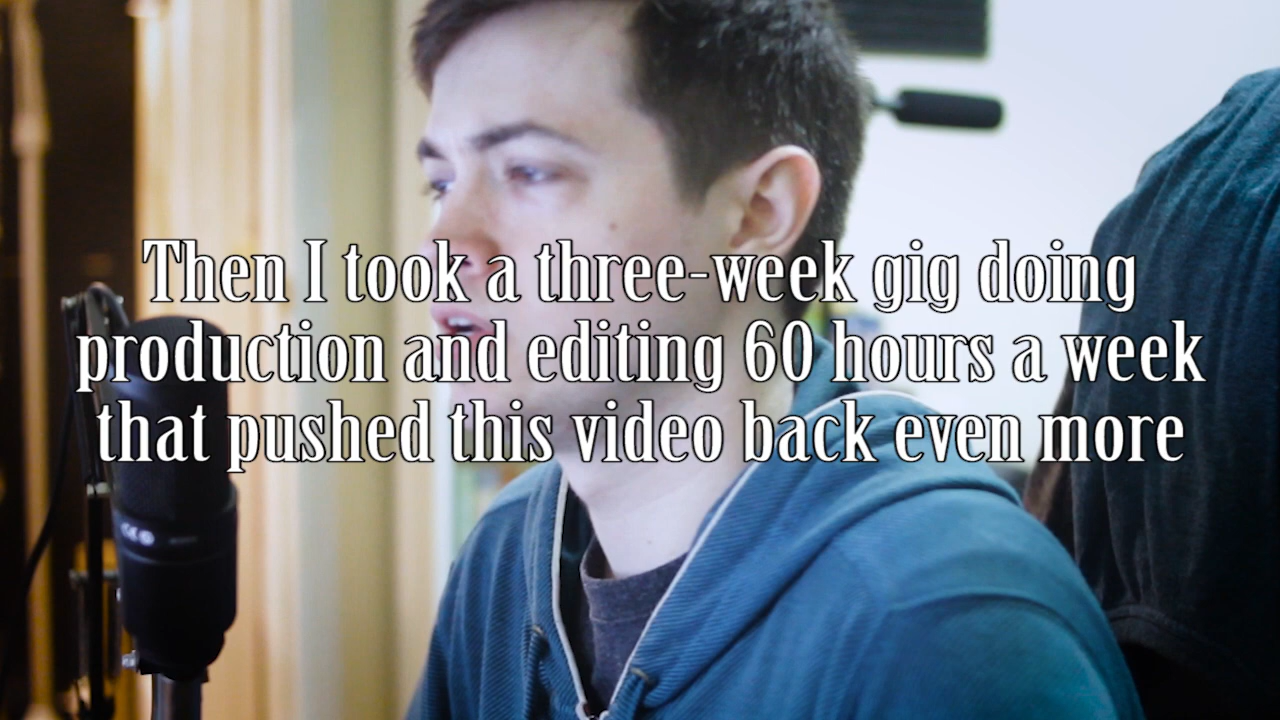 Then I took a three-week gig doing
production and editing 60 hours a week
that pushed this video back even more